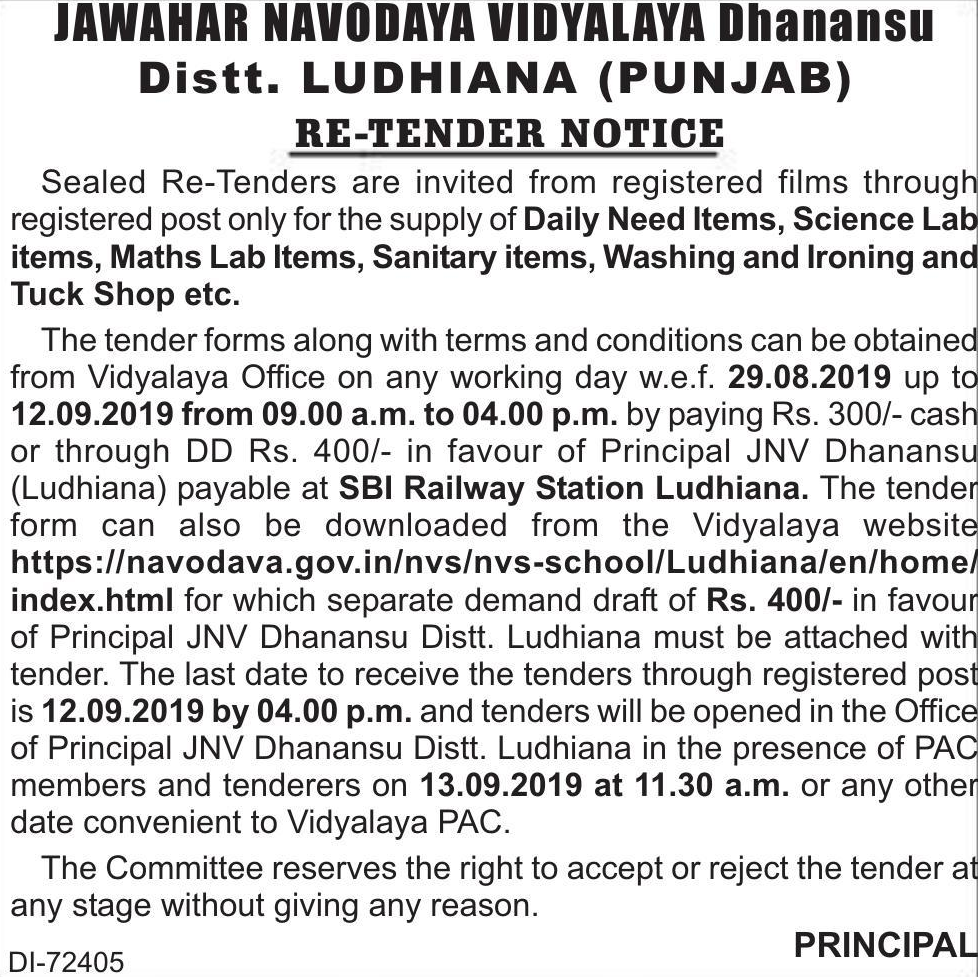 JAWAHAR NAVODAYA VIDYALAYA Dhanansu
Distt. LUDHIANA (PUNJAB)
RE-TENDER NOTICE
Sealed Re-Tenders are invited from registered films through
registered post only for the supply of Daily Need Items, Science Lab
items, Maths Lab Items, Sanitary items, Washing and Ironing and
Tuck Shop etc.
The tender forms along with terms and conditions can be obtained
from Vidyalaya Office on any working day w.e.f. 29.08.2019 up to
12.09.2019 from 09.00 a.m. to 04.00 p.m. by paying Rs. 300/- cash
or through DD Rs. 400/- in favour of Principal JNV Dhanansu
(Ludhiana) payable at SBI Railway Station Ludhiana. The tender
form can also be downloaded from the Vidyalaya website
https://navodava.gov.in/nvs/nvs-school/Ludhiana/en/home/
index.html for which separate demand draft of Rs. 400/- in favour
of Principal JNV Dhanansu Distt. Ludhiana must be attached with
tender. The last date to receive the tenders through registered post
is 12.09.2019 by 04.00 p.m. and tenders will be opened in the Office
of Principal JNV Dhanansu Distt. Ludhiana in the presence of PAC
members and tenderers on 13.09.2019 at 11.30 a.m. or any other
date convenient to Vidyalaya PAC.
The Committee reserves the right to accept or reject the tender at
any stage without giving any reason.
PRINCIPAL
DI-72405